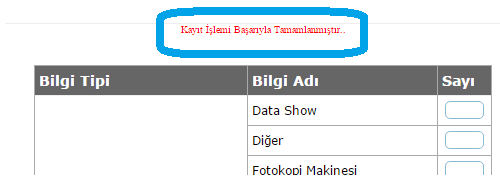 Kayıt İşlemi Başarıyla Tamamlanmıştır..
Bilgi Tipi Bilgi Adı Sayı
Data Show
Diğer
Fotokopi Makinesi